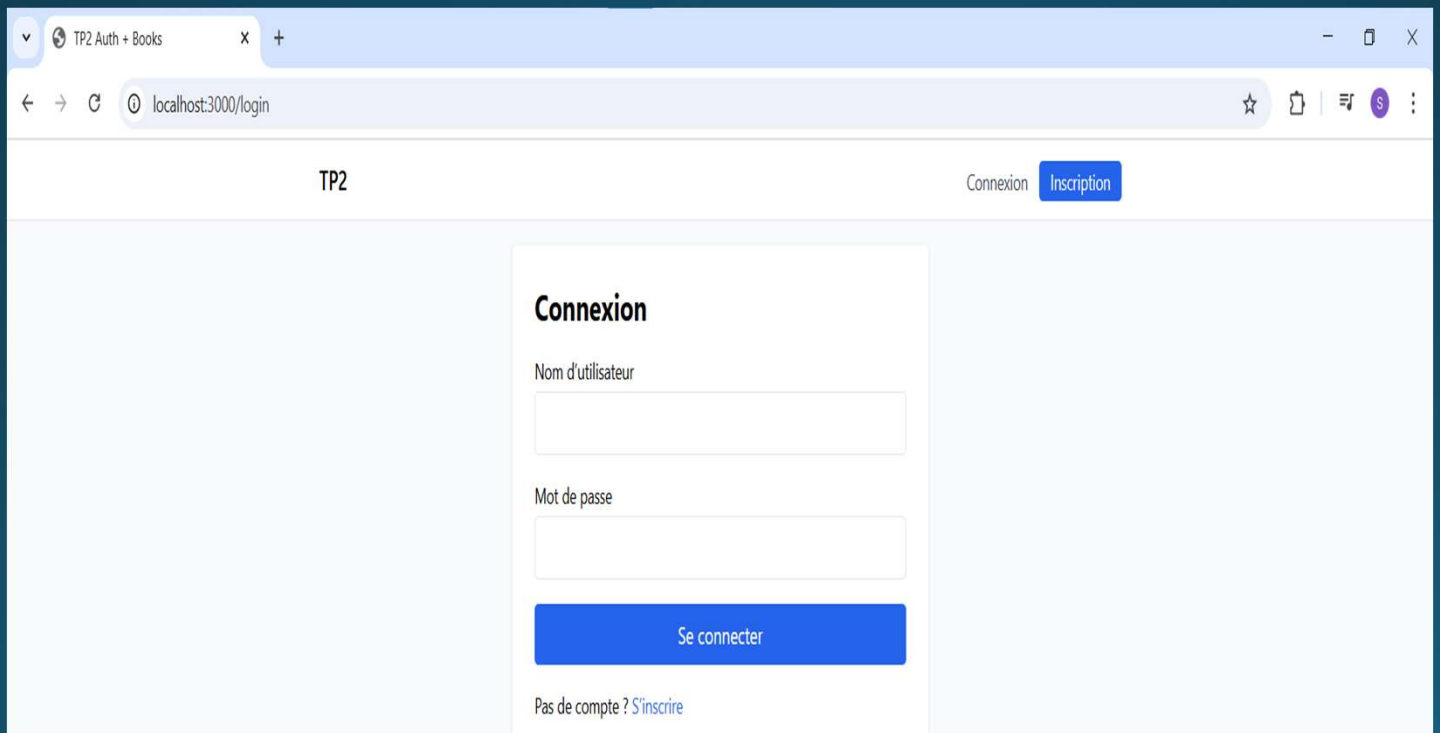 TP2 Auth + Books
localhost:3000/login
S
TP2
Connexion
Inscription
Connexion
Nom d'utilisateur
Mot de passe
Se connecter
Pas de compte ? S'inscrire